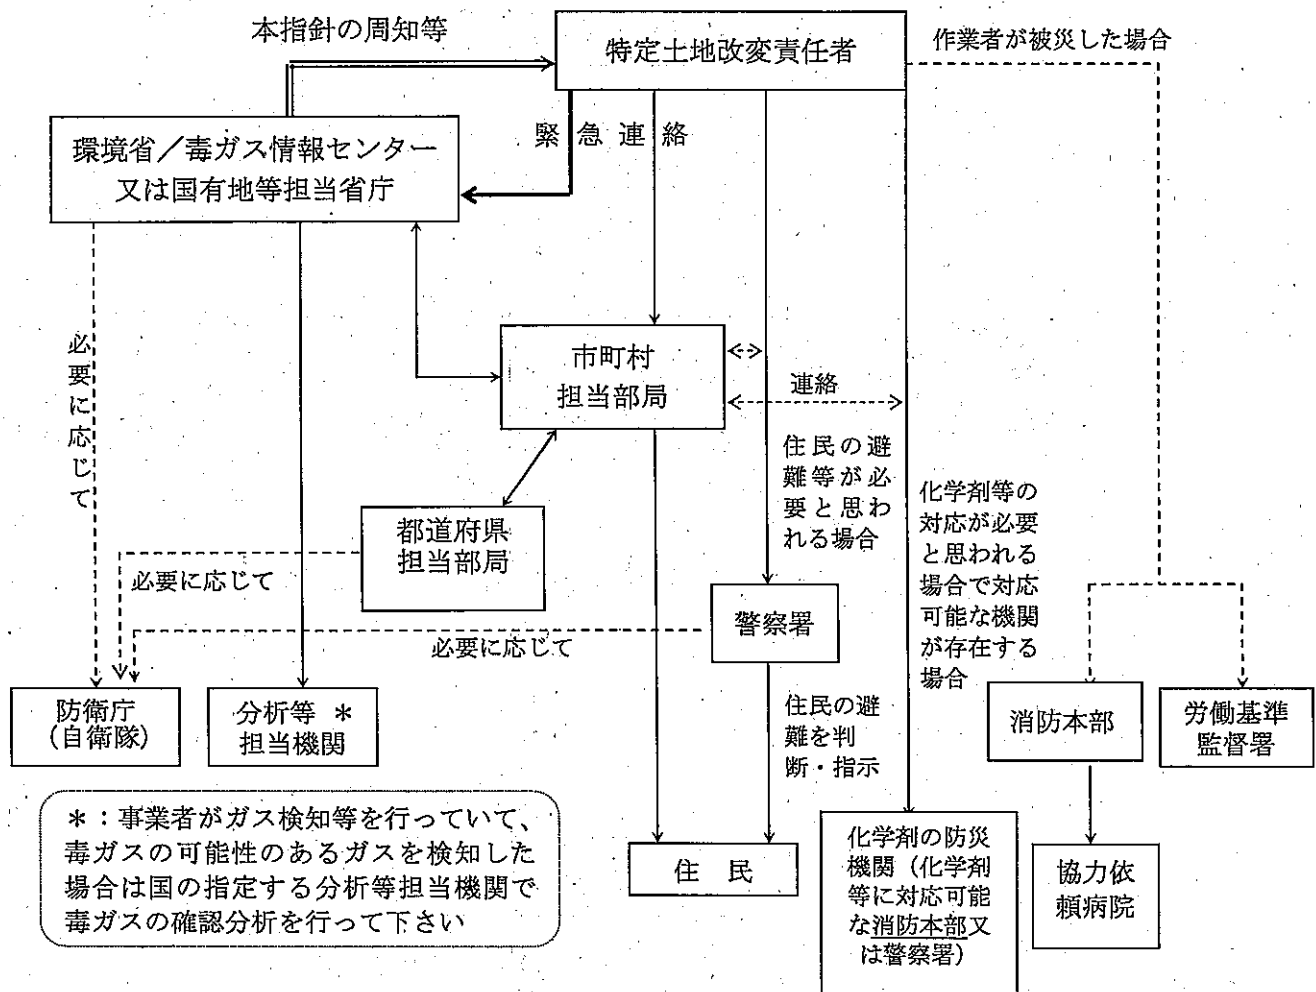 本指針の周知等
特定土地改変責任者
作業者が被災した場合
環境省／毒ガス情報センター
又は国有地等担当省庁
緊急連絡
必要に応じて
市町村
担当部局
連絡
住民の避
難等が必
要と思わ
れる場合
化学剤等の
対応が必要
と思われる
場合で対応
可能な機関
が存在する
場合
都道府県
担当部局
必要に応じて
警察署
必要に応じて
防衛庁
（自衛隊）
分析等 ＊
担当機関
住民の避
難を判
断・指示
消防本部
労働基準
監督署
＊：事業者がガス検知等を行っていて、
毒ガスの可能性のあるガスを検知した
場合は国の指定する分析等担当機関で
毒ガスの確認分析を行って下さい
住　民
化学剤の防災
機関（化学剤
等に対応可能
な消防本部又
は警察署）
協力依
頼病院